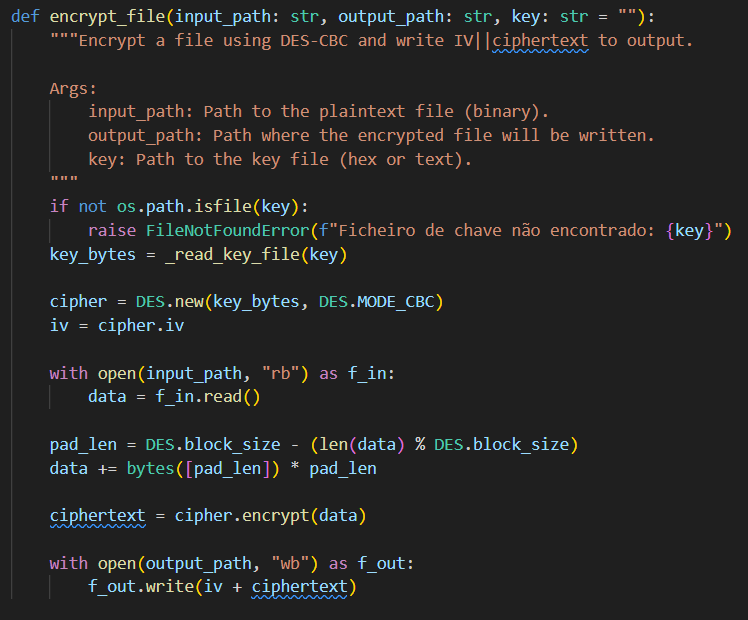 def encrypt_file(input_path: str, output_path: str, key: str = ""):
    """Encrypt a file using DES-CBC and write IV||ciphertext to output.

    Args:
        input_path: Path to the plaintext file (binary).
        output_path: Path where the encrypted file will be written.
        key: Path to the key file (hex or text).
    """
    if not os.path.isfile(key):
        raise FileNotFoundError(f"Ficheiro de chave não encontrado: {key}")
    key_bytes = _read_key_file(key)

    cipher = DES.new(key_bytes, DES.MODE_CBC)
    iv = cipher.iv

    with open(input_path, "rb") as f_in:
        data = f_in.read()

    pad_len = DES.block_size - (len(data) % DES.block_size)
    data += bytes([pad_len]) * pad_len

    ciphertext = cipher.encrypt(data)

    with open(output_path, "wb") as f_out:
        f_out.write(iv + ciphertext)